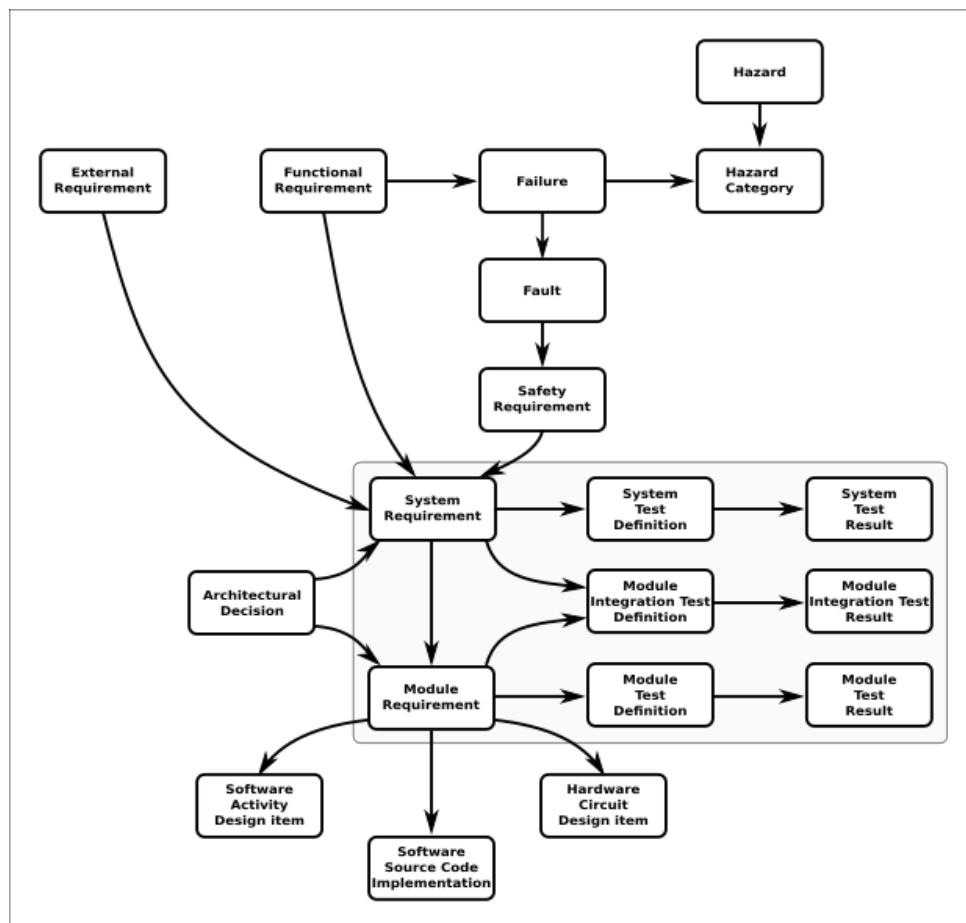 Hazard
External
Requirement
Functional
Requirement
Failure
Hazard
Category
Fault
Safety
Requirement
System
Requirement
System
Test
Definition
System
Test
Result
Architectural
Decision
Module
Integration Test
Definition
Module
Integration Test
Result
Module
Requirement
Module
Test
Definition
Module
Test
Result
Software
Activity
Design item
Software
Source Code
Implementation
Hardware
Circuit
Design item